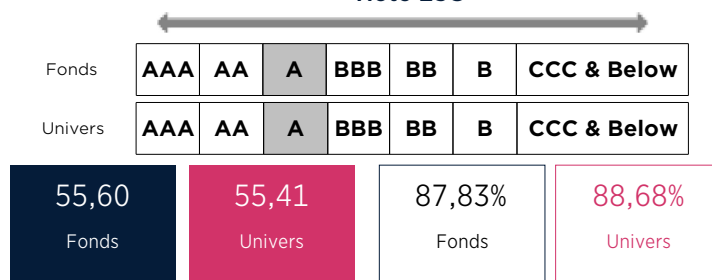 Fonds AAA AA A BBB BB B CCC & Below
Univers AAA AA A BBB BB B CCC & Below
55,60 55,41 87,83% 88,68%
Fonds Univers Fonds Univers